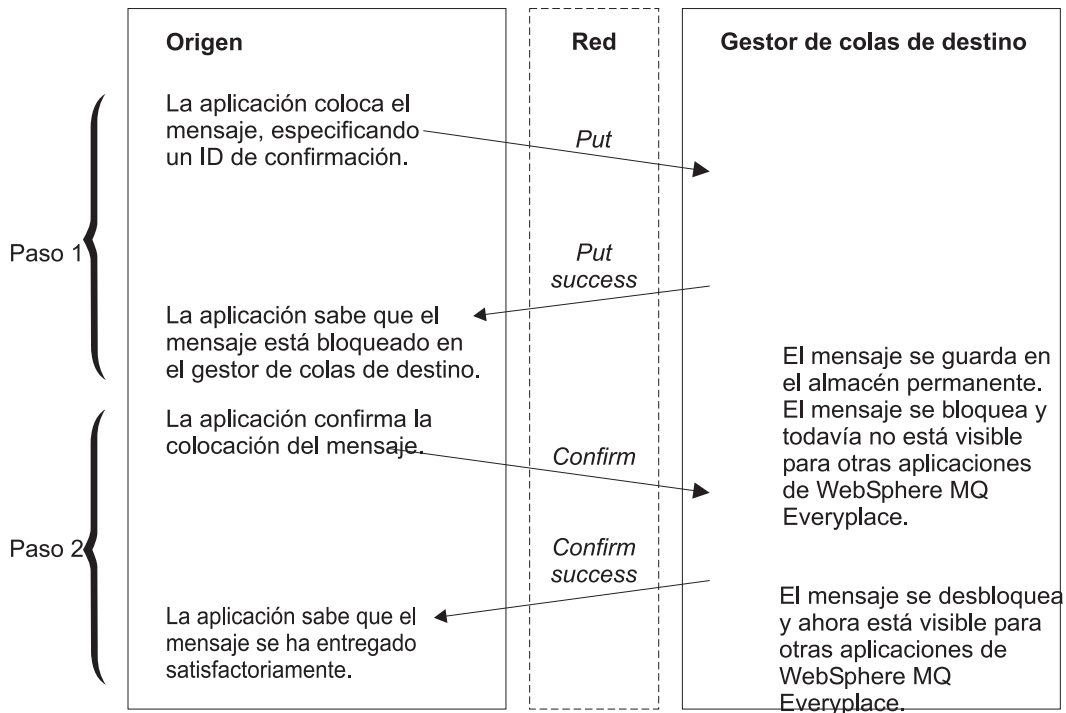 Origen
Red
Gestor de colas de destino
Paso 1
La aplicación coloca el
mensaje, especificando
un ID de confirmación.
Put
Put
success
La aplicación sabe que el
mensaje está bloqueado en
el gestor de colas de destino.
El mensaje se guarda en
el almacén permanente.
El mensaje se bloquea y
todavía no está visible
para otras aplicaciones
de WebSphere MQ
Everyplace.
Paso 2
La aplicación confirma la
colocación del mensaje.
Confirm
Confirm
success
La aplicación sabe que el
mensaje se ha entregado
satisfactoriamente.
El mensaje se desbloquea
y ahora está visible para
otras aplicaciones de
WebSphere MQ
Everyplace.